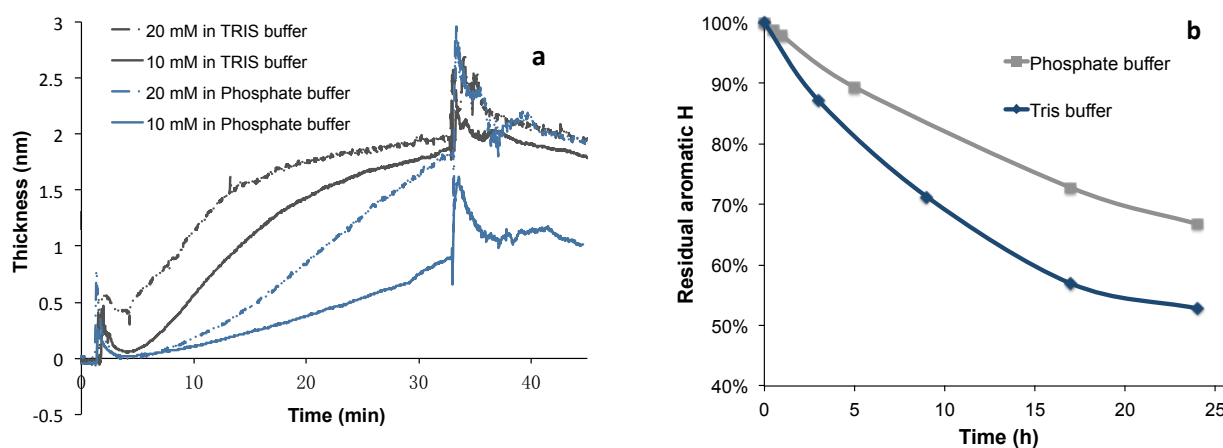 a
20 mM in TRIS buffer
10 mM in TRIS buffer
20 mM in Phosphate buffer
10 mM in Phosphate buffer
Thickness (nm)
3
2.5
2
1.5
1
0.5
0
-0.5
0
10
20
30
40
Time (min)
b
Phosphate buffer
Tris buffer
Residual aromatic H
100%
90%
80%
70%
60%
50%
40%
0
5
10
15
20
25
Time (h)